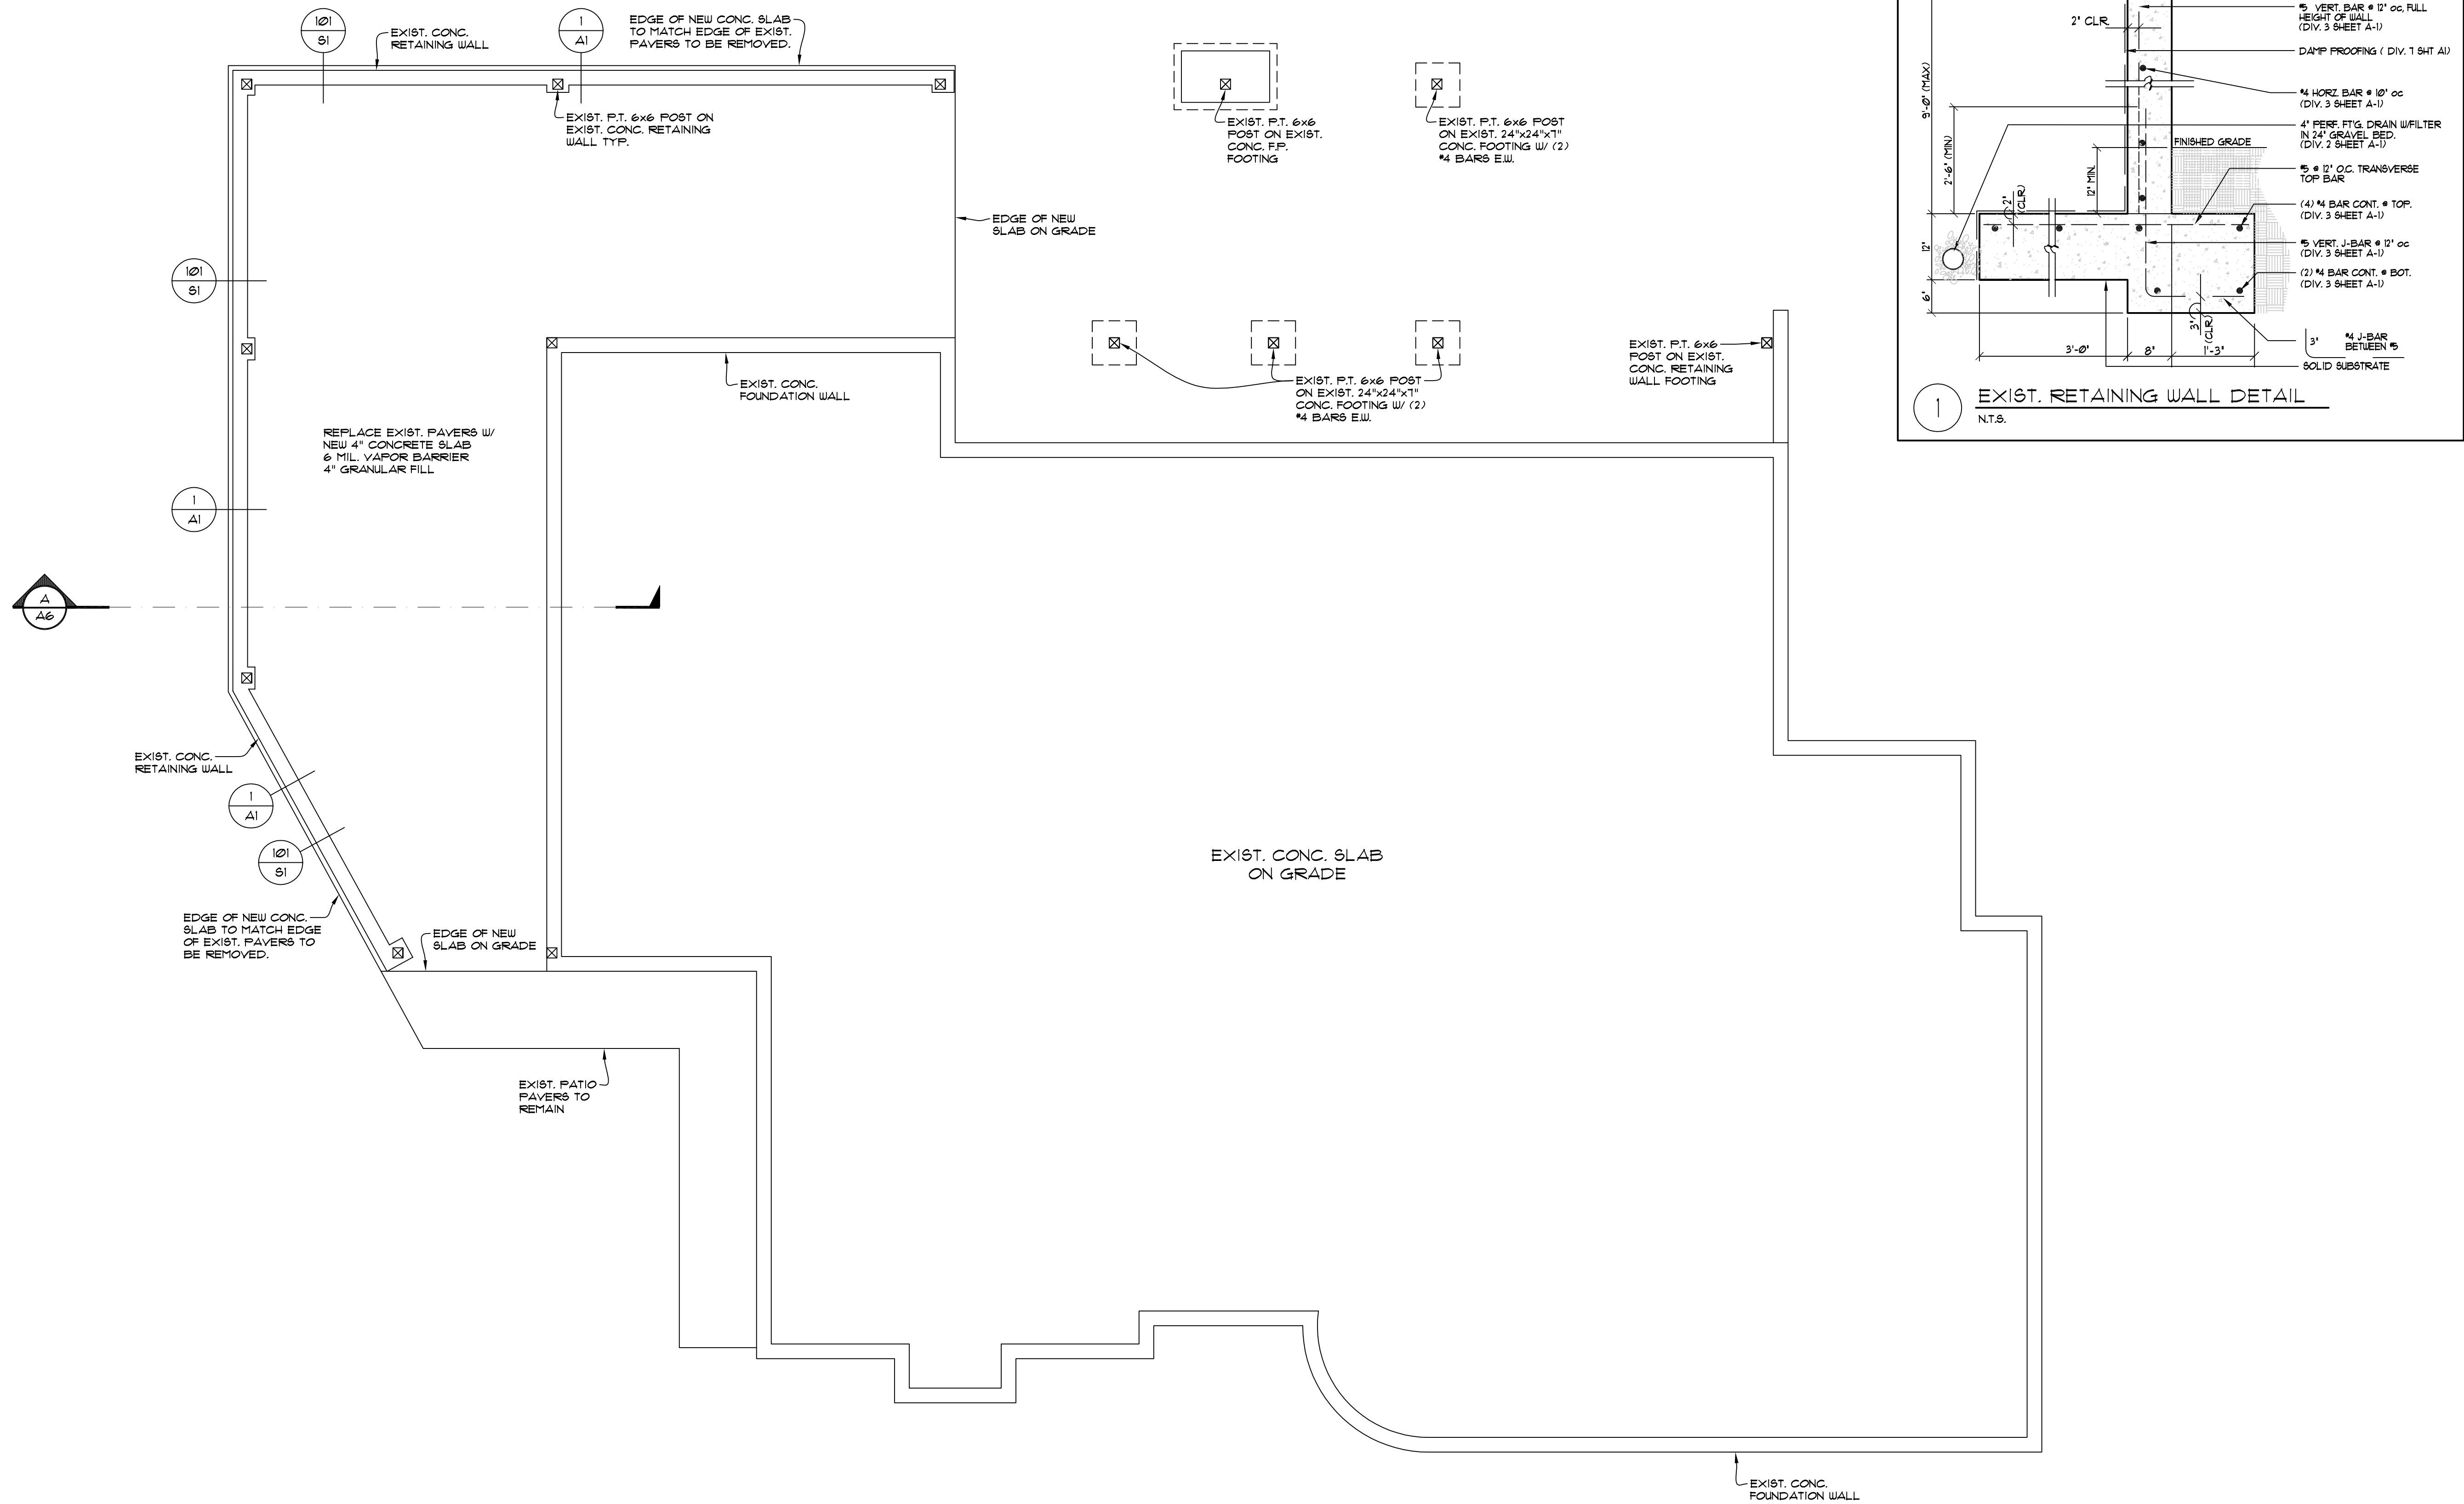 101
S1
EXIST. CONC.
RETAINING WALL
1
A1
EDGE OF NEW CONC. SLAB
TO MATCH EDGE OF EXIST.
PAVERS TO BE REMOVED.
EXIST. P.T. 6x6 POST ON
EXIST. CONC. RETAINING
WALL TYP.
EXIST. P.T. 6x6
POST ON EXIST.
CONC. F.P.
FOOTING
EXIST. P.T. 6x6 POST
ON EXIST. 24"x24"x7"
CONC. FOOTING W/ (2)
#4 BARS E.W.
EDGE OF NEW
SLAB ON GRADE
101
S1
EXIST. CONC.
FOUNDATION WALL
EXIST. P.T. 6x6 POST
ON EXIST. 24"x24"x7"
CONC. FOOTING W/ (2)
#4 BARS E.W.
EXIST. P.T. 6x6
POST ON EXIST.
CONC. RETAINING
WALL FOOTING
REPLACE EXIST. PAVERS W/
NEW 4" CONCRETE SLAB
6 MIL. VAPOR BARRIER
4" GRANULAR FILL
1
A1
A
A6
EXIST. CONC.
RETAINING WALL
1
A1
101
S1
EDGE OF NEW CONC.
SLAB TO MATCH EDGE
OF EXIST. PAVERS TO
BE REMOVED.
EDGE OF NEW
SLAB ON GRADE
EXIST. CONC. SLAB
ON GRADE
EXIST. PATIO
PAVERS TO
REMAIN
EXIST. CONC.
FOUNDATION WALL
#5 VERT. BAR @ 12" oc, FULL
HEIGHT OF WALL
(DIV. 3 SHEET A-1)
2" CLR.
DAMP PROOFING ( DIV. 7 SHT A1)
9'-0" (MAX)
#4 HORZ. BAR @ 10" oc
(DIV. 3 SHEET A-1)
4" PERF. FT'G. DRAIN W/FILTER
IN 24" GRAVEL BED.
(DIV. 2 SHEET A-1)
2'-6" (MIN)
FINISHED GRADE
12" MIN.
#5 @ 12" O.C. TRANSVERSE
TOP BAR
2"
(CLR.)
(4) #4 BAR CONT. @ TOP.
(DIV. 3 SHEET A-1)
12"
#5 VERT. J-BAR @ 12" oc
(DIV. 3 SHEET A-1)
(2) #4 BAR CONT. @ BOT.
(DIV. 3 SHEET A-1)
6"
3"
(CLR.)
3"
#4 J-BAR
BETWEEN #5
3'-0"
8"
1'-3"
SOLID SUBSTRATE
1
EXIST. RETAINING WALL DETAIL
N.T.S.